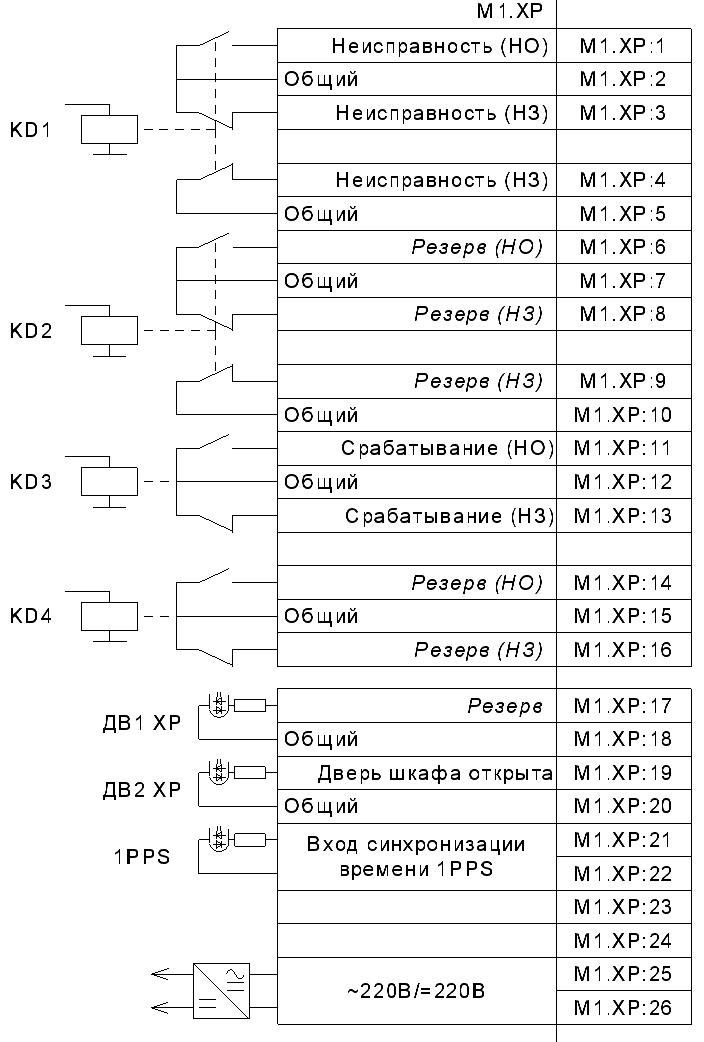 M1.XP
Неисправность (НО) M1.XP:1
Общий M1.XP:2
Неисправность (НЗ) M1.XP:3
KD1
Неисправность (НЗ) M1.XP:4
Общий M1.XP:5
Резерв (НО) M1.XP:6
Общий M1.XP:7
Резерв (НЗ) M1.XP:8
KD2
Резерв (НЗ) M1.XP:9
Общий M1.XP:10
Срабатывание (НО) M1.XP:11
KD3 Общий M1.XP:12
Срабатывание (НЗ) M1.XP:13
Резерв (НО) M1.XP:14
KD4 Общий M1.XP:15
Резерв (НЗ) M1.XP:16
Резерв M1.XP:17
ДВ1 XP
Общий M1.XP:18
Дверь шкафа открыта M1.XP:19
ДВ2 XP
Общий M1.XP:20
Вход синхронизации M1.XP:21
1PPS
времени 1PPS M1.XP:22
M1.XP:23
M1.XP:24
M1.XP:25
~220В/=220В
M1.XP:26